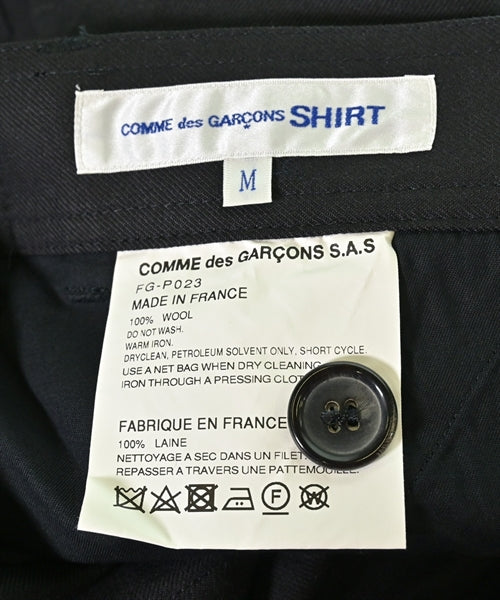 COMME des GARÇONS SHIRT
M
COMME des GARÇONS S.A.S
FG-P023
MADE IN FRANCE
100% WOOL
DO NOT WASH.
WARM IRON.
DRYCLEAN, PETROLEUM SOLVENT ONLY, SHORT CYCLE.
USE A NET BAG WHEN DRY CLEANING
IRON THROUGH A PRESSING
FABRIQUE EN FRANCE
100% LAINE
NETTOYAGE A SEC DANS UN FILET
REPASSER A TRAVERS UNE PATTEMOUILLE.
F
W